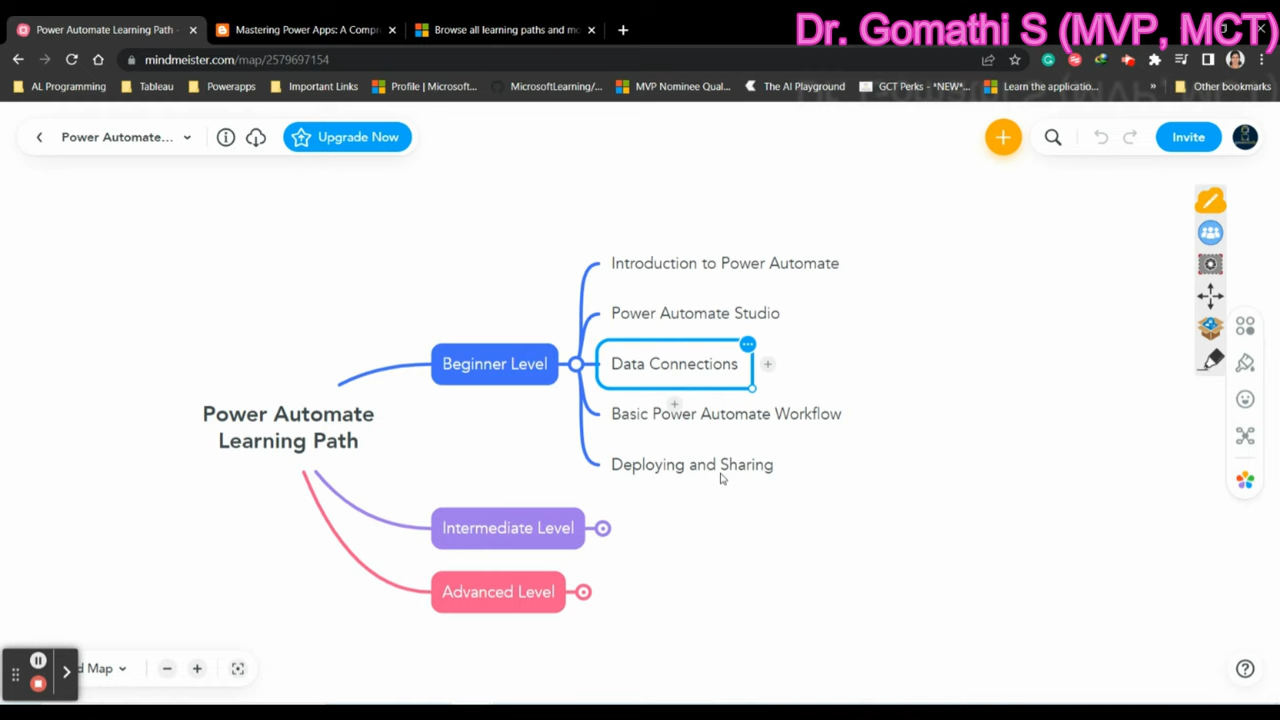 Power Automate Learning Path -
Mastering Power Apps: A Compr
Browse all learning paths and mo
Dr. Gomathi S (MVP, MCT)
mindmeister.com/map/2579697154
AL Programming
Tableau
Powerapps
Important Links
Profile | Microsoft...
MicrosoftLearning/...
MVP Nominee Qual...
The AI Playground
GCT Perks - *NEW*...
Learn the applicatio...
»
Other bookmarks
Power Automate...
Upgrade Now
Invite
Introduction to Power Automate
Power Automate Studio
Beginner Level
Data Connections
Power Automate
Learning Path
Basic Power Automate Workflow
Deploying and Sharing
Intermediate Level
Advanced Level
d Map